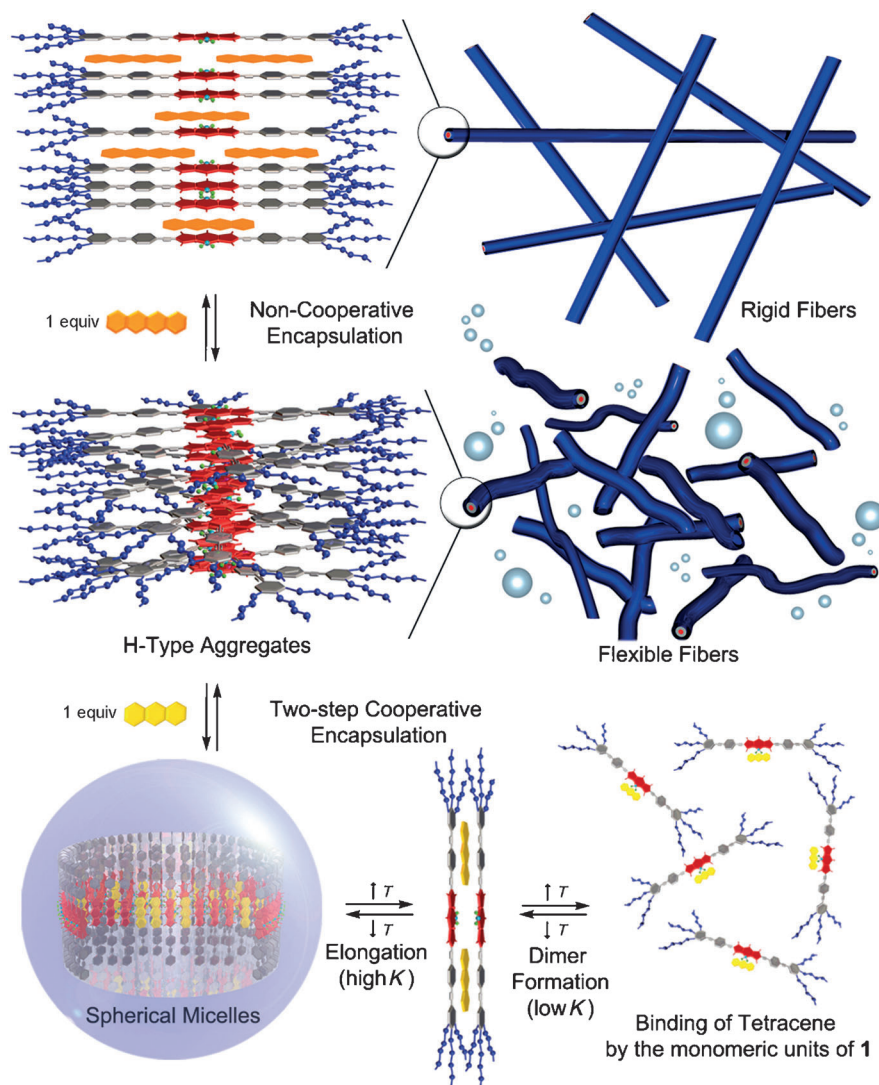 1 equiv
Non-Cooperative
Encapsulation
Rigid Fibers
H-Type Aggregates
Flexible Fibers
1 equiv
Two-step Cooperative
Encapsulation
Spherical Micelles
↑ T
↓ T
Elongation
(high K)
↑ T
↓ T
Dimer
Formation
(low K)
Binding of Tetracene
by the monomeric units of 1